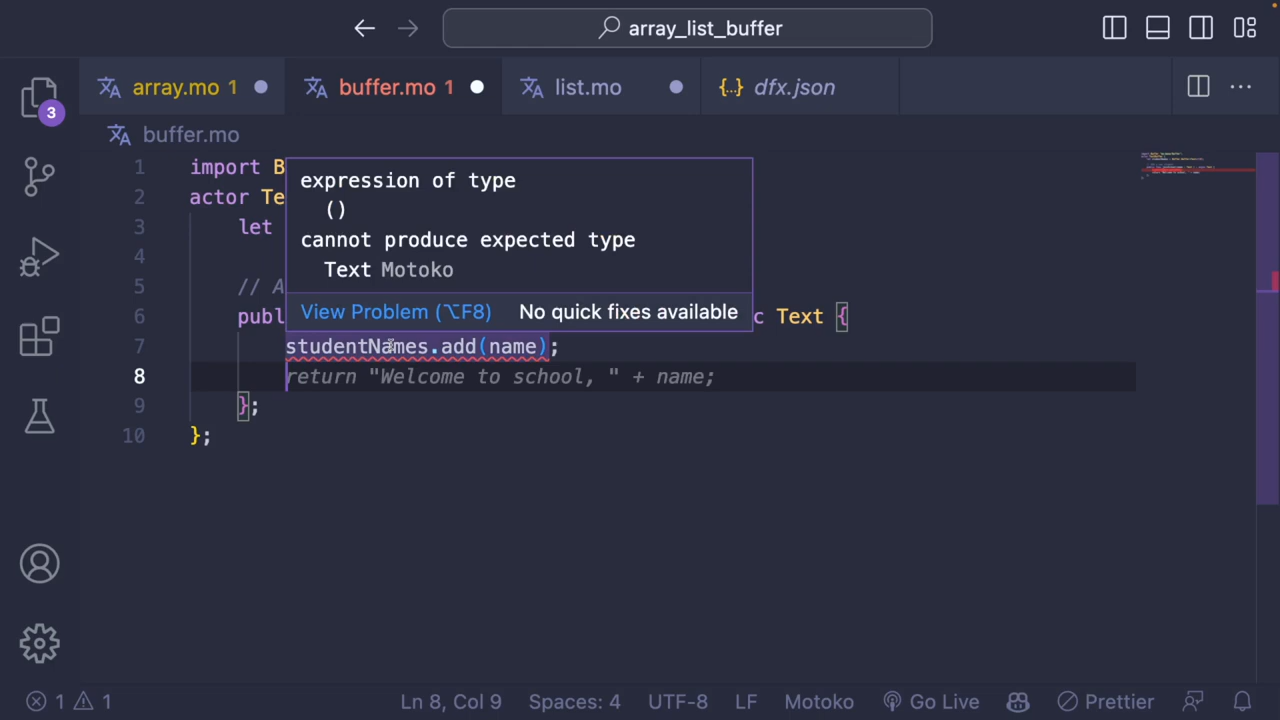 array_list_buffer
array.mo 1 buffer.mo 1 list.mo {..} dfx.json ...
3
buffer.mo
1 import B
2 actor Te
3 let
4
5 // A
6 publ c Text {
expression of type
()
cannot produce expected type
Text Motoko
View Problem (⌥F8) No quick fixes available
7 studentNames.add(name);
8 return "Welcome to school, " + name;
9 };
10 };
1 1 Ln 8, Col 9 Spaces: 4 UTF-8 LF Motoko Go Live Prettier